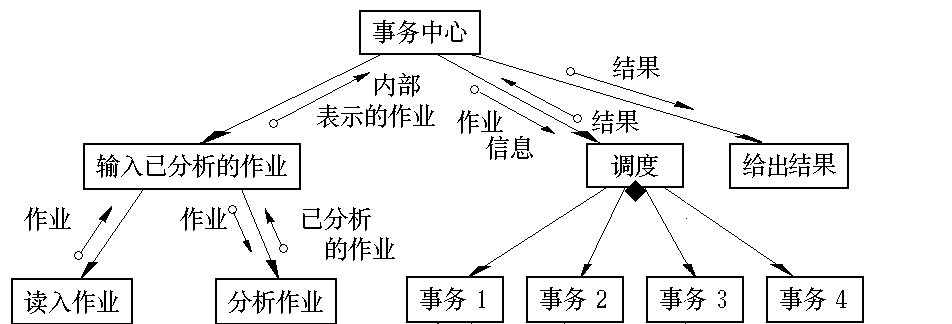 事务中心
结果
内部
表示的作业
作业
信息
结果
输入已分析的作业
调度
给出结果
作业
作业
已分析
的作业
读入作业
分析作业
事务 1
事务 2
事务 3
事务 4